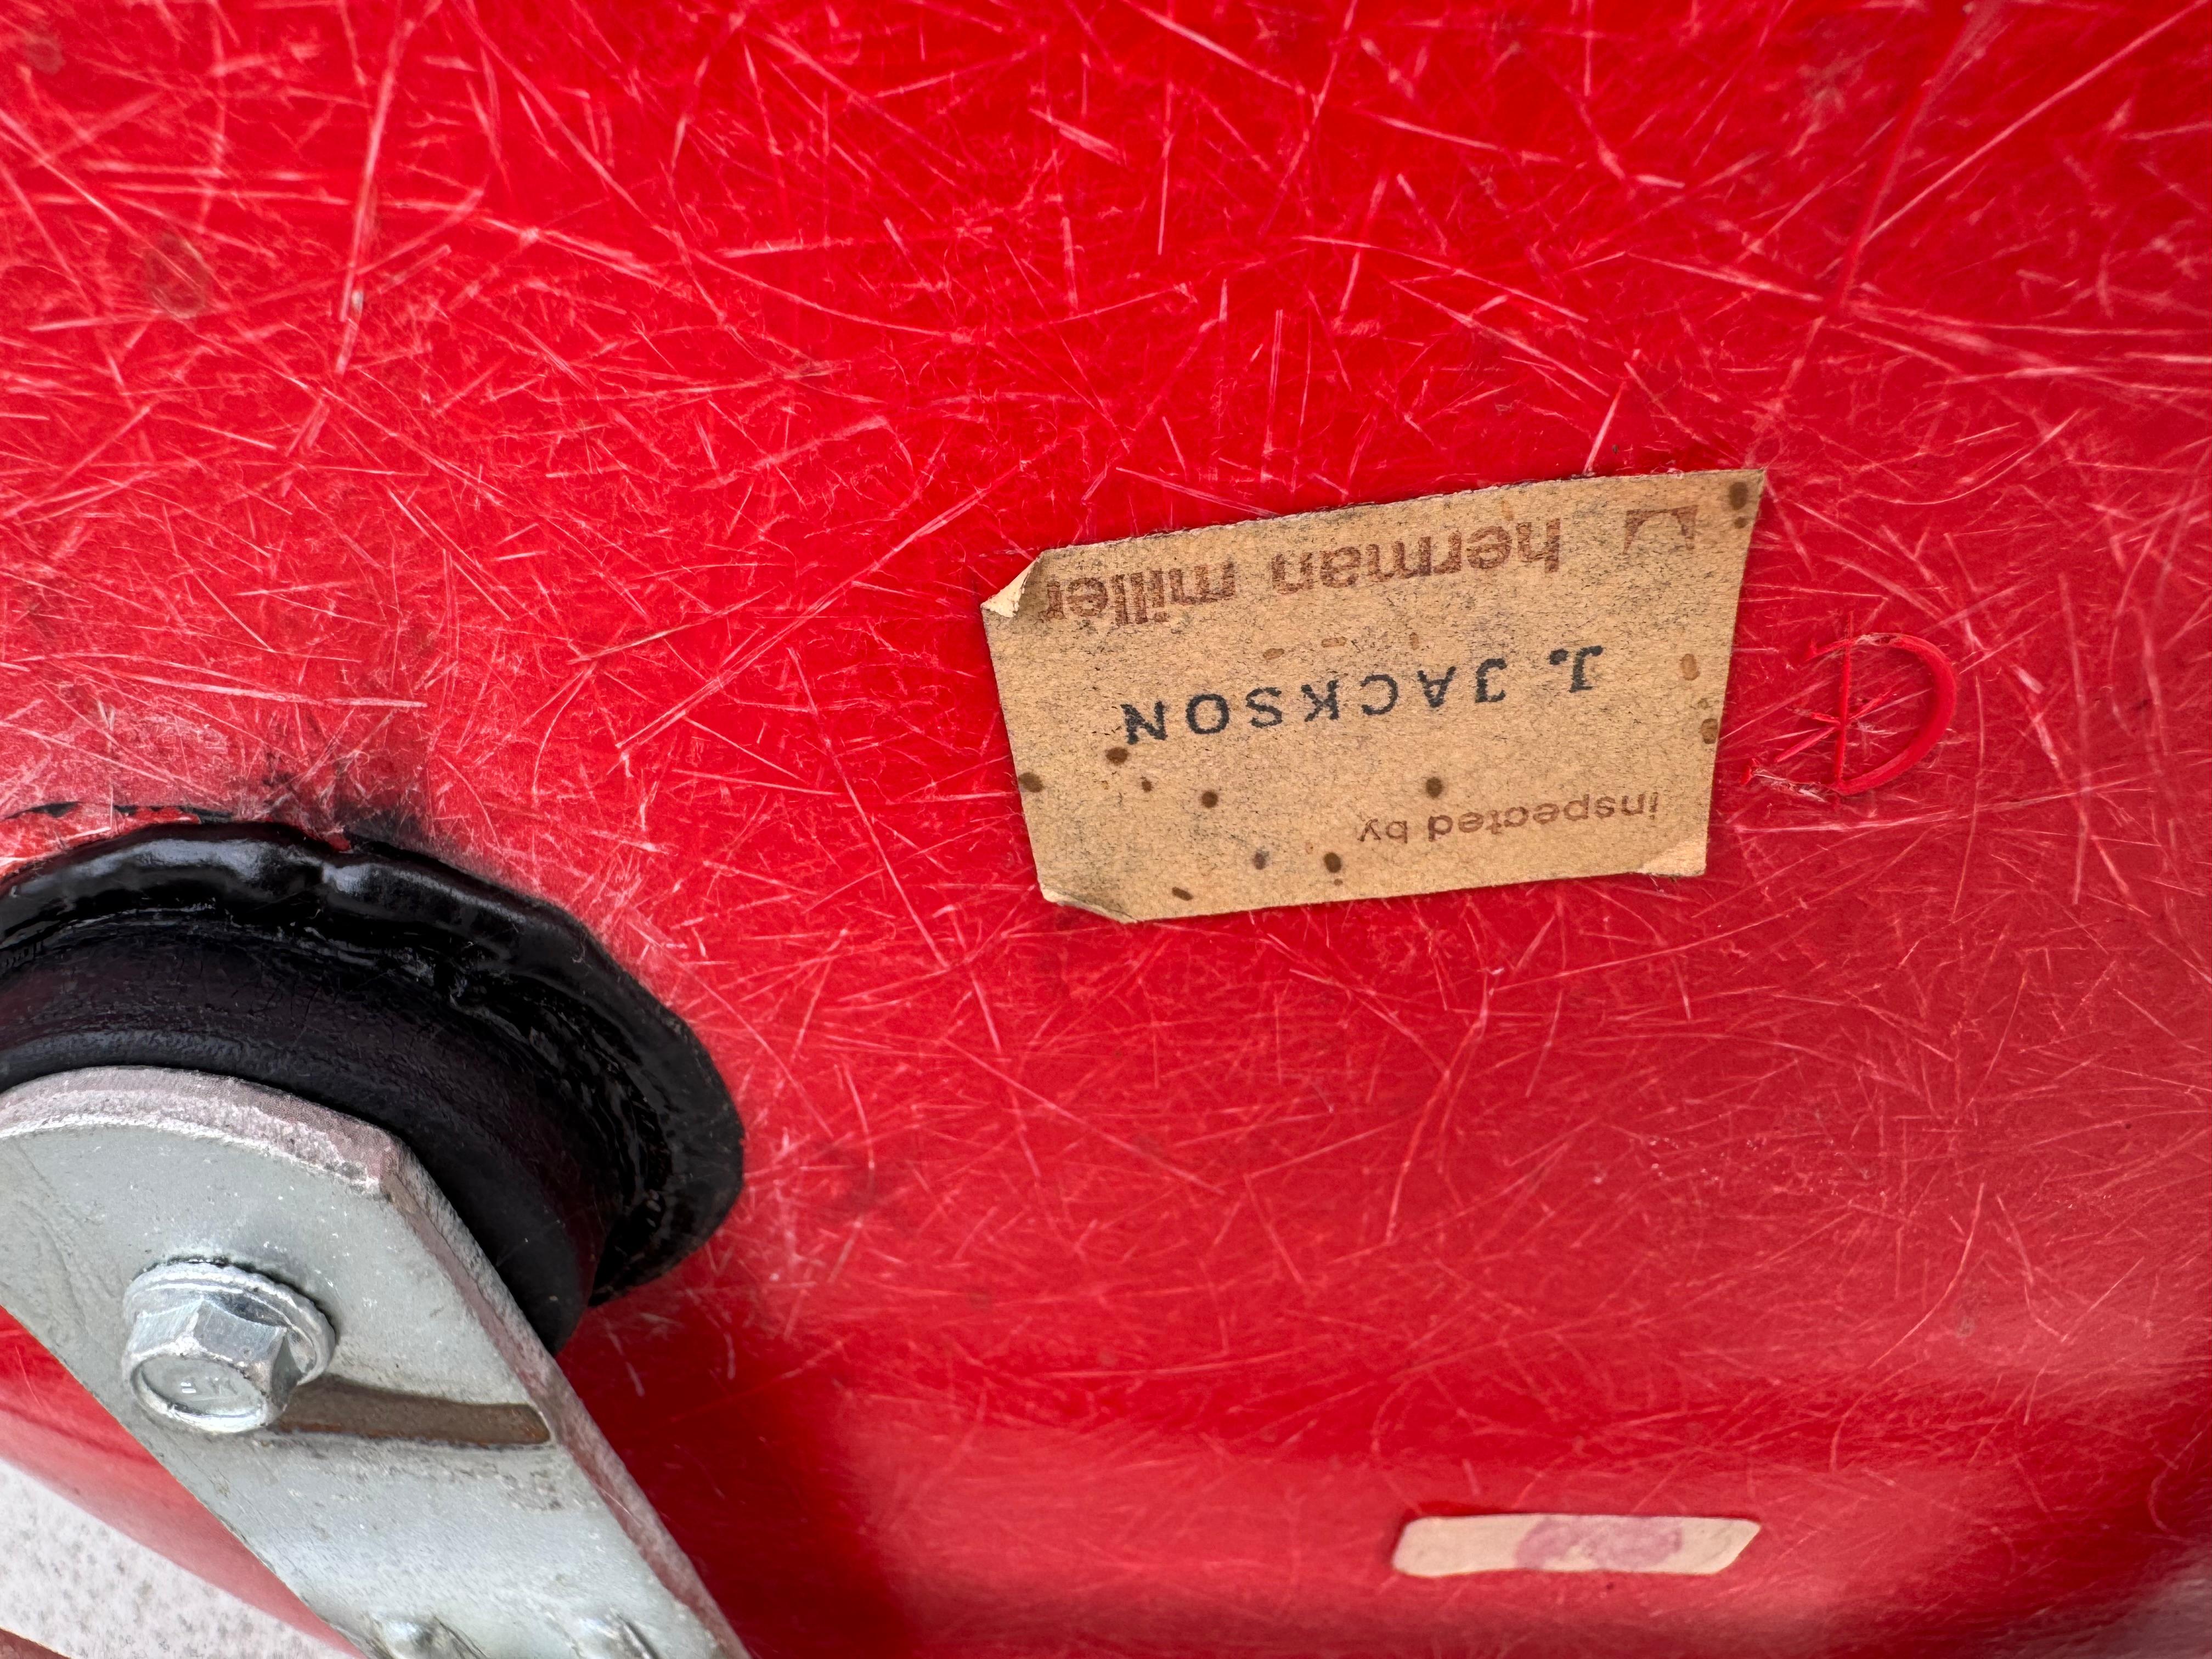 herman miller
J. JACKSON
inspected by